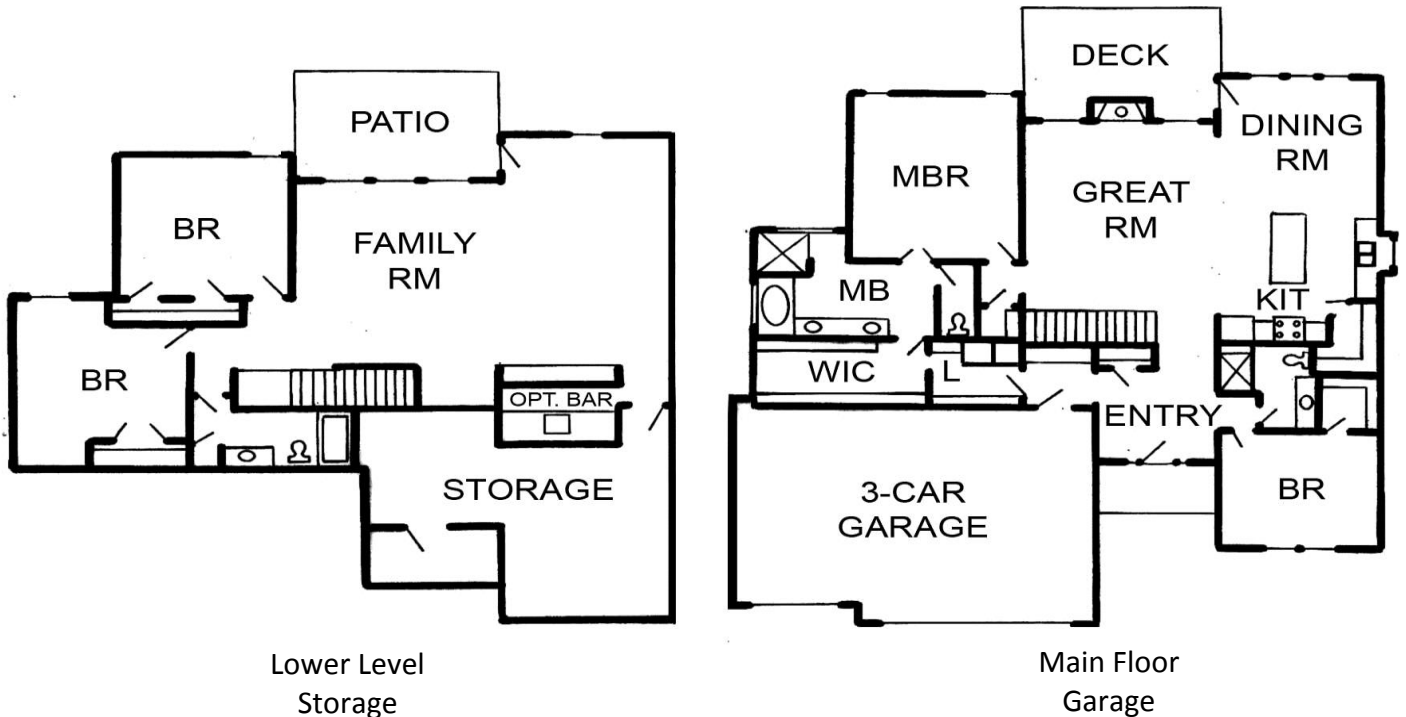 PATIO
BR
FAMILY
RM
BR
OPT. BAR
STORAGE
Lower Level
Storage
DECK
DINING
RM
MBR
GREAT
RM
MB
KIT
WIC
L
ENTRY
3-CAR
GARAGE
BR
Main Floor
Garage